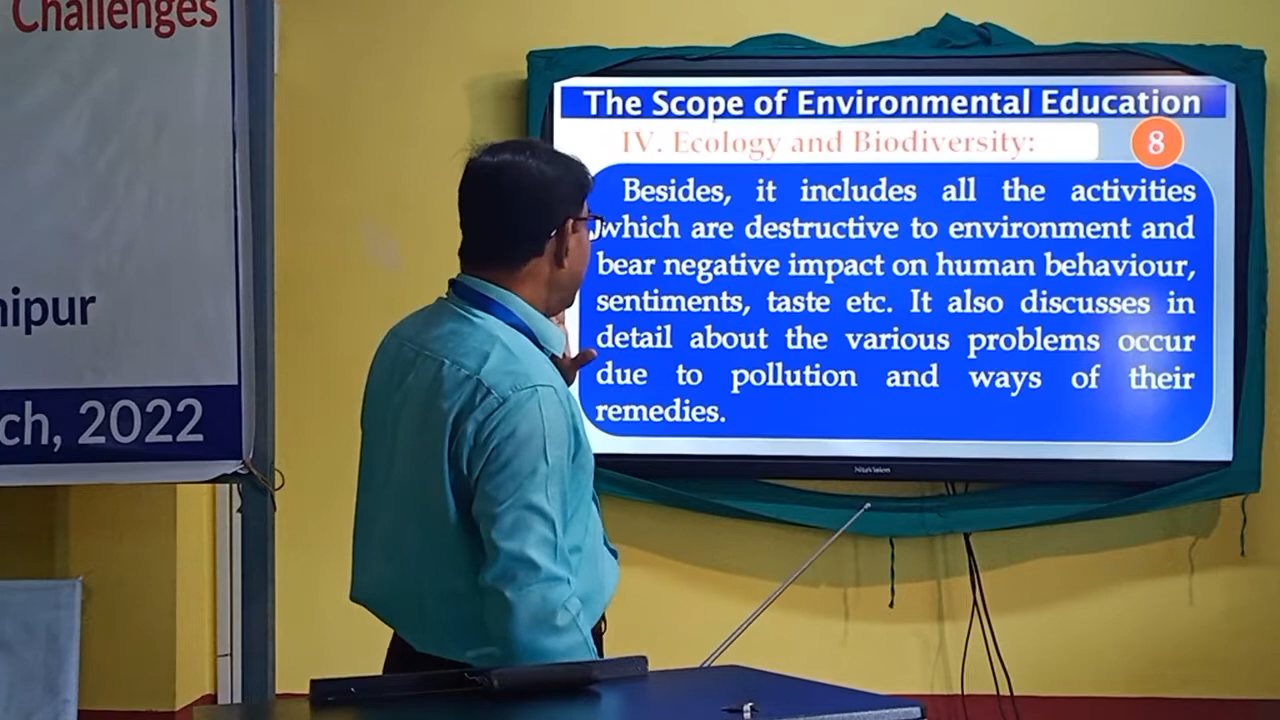 Challenges
nipur
ch, 2022
The Scope of Environmental Education
IV. Ecology and Biodiversity:
8
Besides, it includes all the activities
which are destructive to environment and
bear negative impact on human behaviour,
sentiments, taste etc. It also discusses in
detail about the various problems occur
due to pollution and ways of their
remedies.